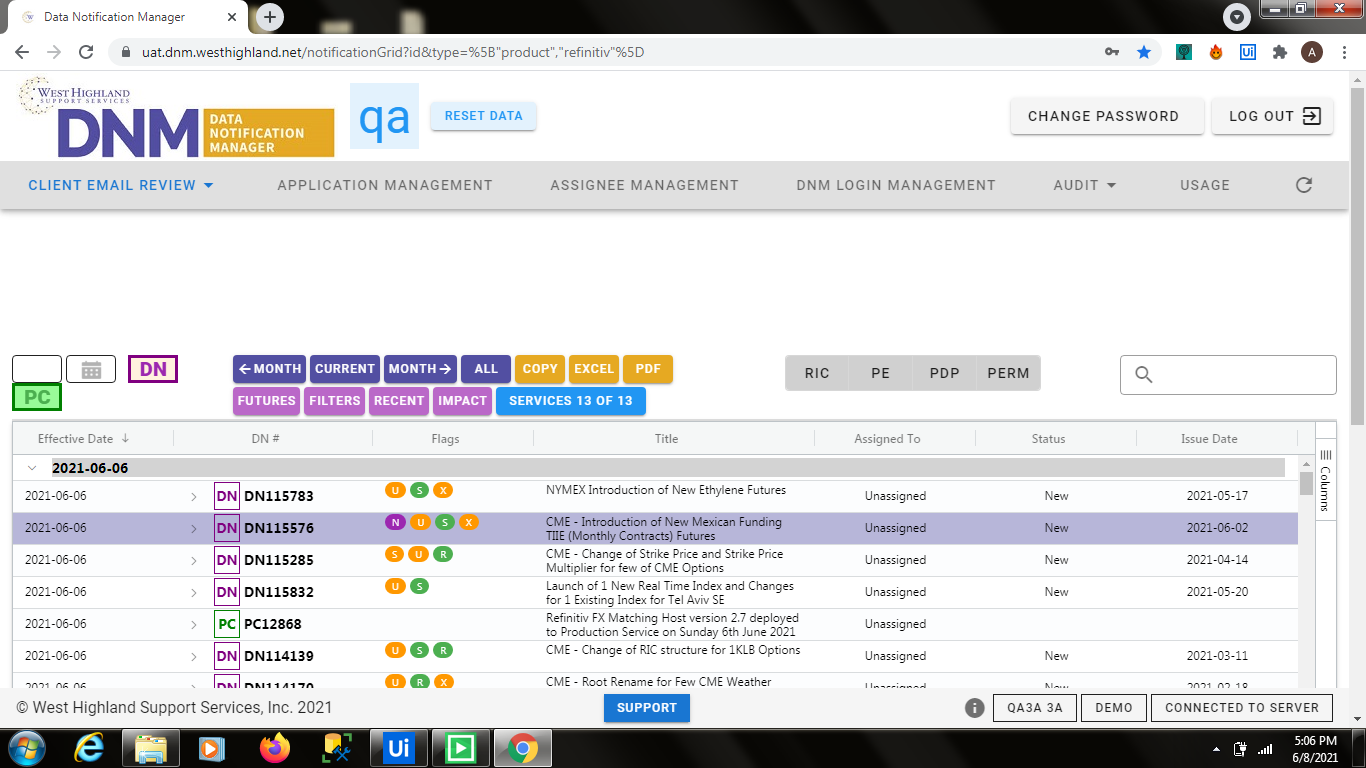 Data Notification Manager
uat.dnm.westhighland.net/notificationGrid?id&type=%5B"product","refinitiv"%5D
Ui
A
WEST HIGHLAND
SUPPORT SERVICES
DNM DATA NOTIFICATION MANAGER
qa
RESET DATA
CHANGE PASSWORD
LOG OUT
CLIENT EMAIL REVIEW
APPLICATION MANAGEMENT
ASSIGNEE MANAGEMENT
DNM LOGIN MANAGEMENT
AUDIT
USAGE
DN
PC
MONTH CURRENT MONTH ALL COPY EXCEL PDF
FUTURES FILTERS RECENT IMPACT SERVICES 13 OF 13
RIC PE PDP PERM
Effective Date DN # Flags Title Assigned To Status Issue Date
Columns
2021-06-06
2021-06-06 DN DN115783 U S X NYMEX Introduction of New Ethylene Futures Unassigned New 2021-05-17
2021-06-06 DN DN115576 N U S X CME - Introduction of New Mexican Funding
TIIE (Monthly Contracts) Futures Unassigned New 2021-06-02
2021-06-06 DN DN115285 S U R CME - Change of Strike Price and Strike Price
Multiplier for few of CME Options Unassigned New 2021-04-14
2021-06-06 DN DN115832 U S Launch of 1 New Real Time Index and Changes
for 1 Existing Index for Tel Aviv SE Unassigned New 2021-05-20
2021-06-06 PC PC12868 Refinitiv FX Matching Host version 2.7 deployed
to Production Service on Sunday 6th June 2021 Unassigned
2021-06-06 DN DN114139 U S R CME - Change of RIC structure for 1KLB Options Unassigned New 2021-03-11
2021-06-06 DN DN114170 U R X CME - Root Rename for Few CME Weather Unassigned New 2021-02-18
© West Highland Support Services, Inc. 2021
SUPPORT
QA3A 3A
DEMO
CONNECTED TO SERVER
Ui
5:06 PM
6/8/2021